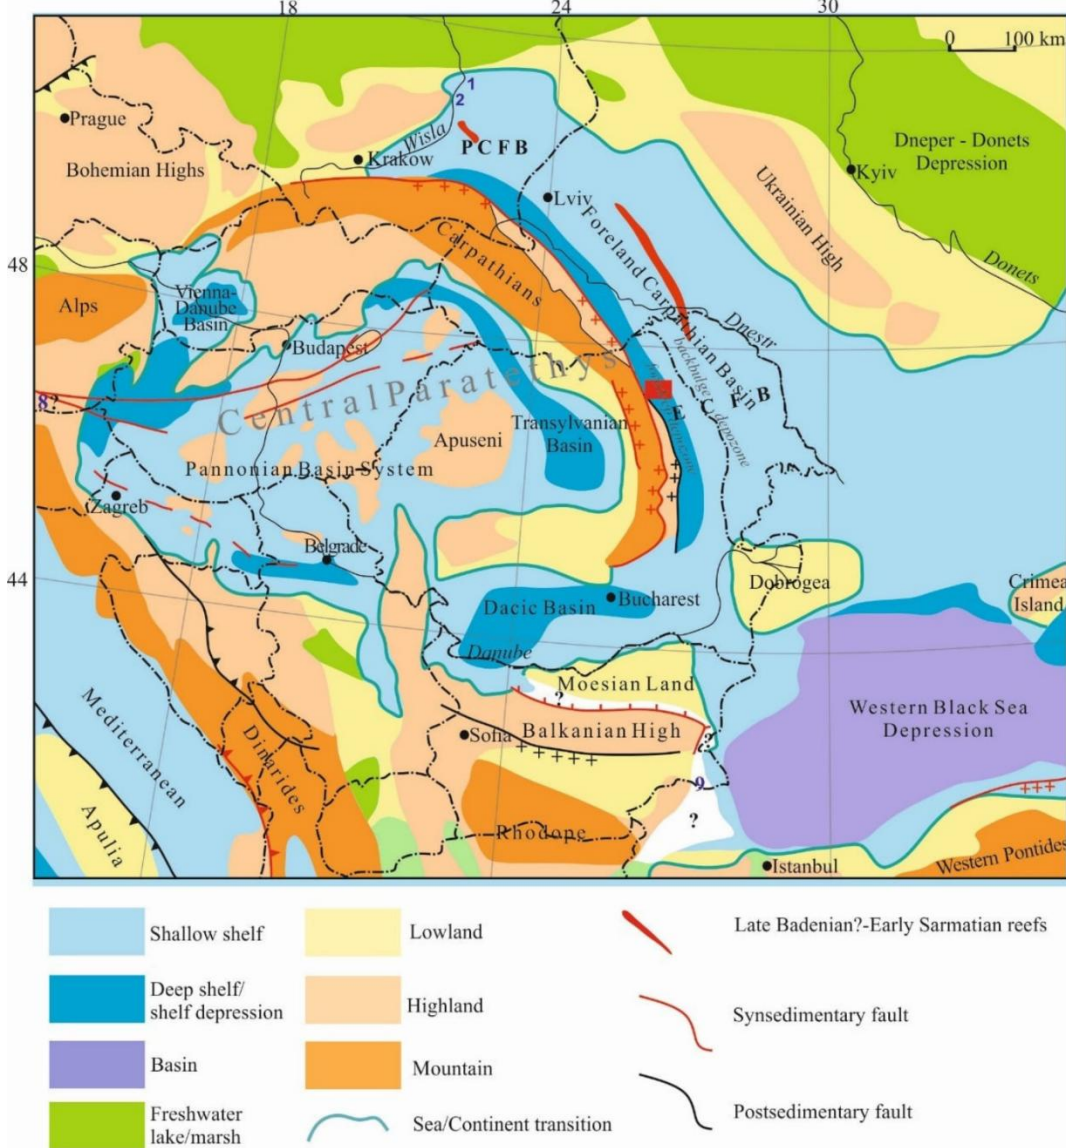 18
24
30
0 100 km
Prague
Bohemian Highs
Krakow
Wisla
1
2
P C F B
Lviv
Kyiv
Dneper - Donets
Depression
Ukrainian High
Donets
48
Alps
Vienna-
Danube
Basin
Budapest
Carpathians
Foreland Carpathian Basin
Dnestr
backbulge depozone
E C F B
Central Paratethys
8?
Transylvanian
Basin
Apuseni
Pannonian Basin System
Zagreb
Belgrade
44
Dacic Basin
Bucharest
Dobrogea
Crimea
Island
Danube
Moesian Land
?
Balkanian High
Sofia
?
9
?
Western Black Sea
Depression
Mediterranean
Dinarides
Apulia
Rhodope
Istanbul
Western Pontides
Shallow shelf
Lowland
Late Badenian?-Early Sarmatian reefs
Deep shelf/
shelf depression
Highland
Synsedimentary fault
Basin
Mountain
Freshwater
lake/marsh
Sea/Continent transition
Postsedimentary fault